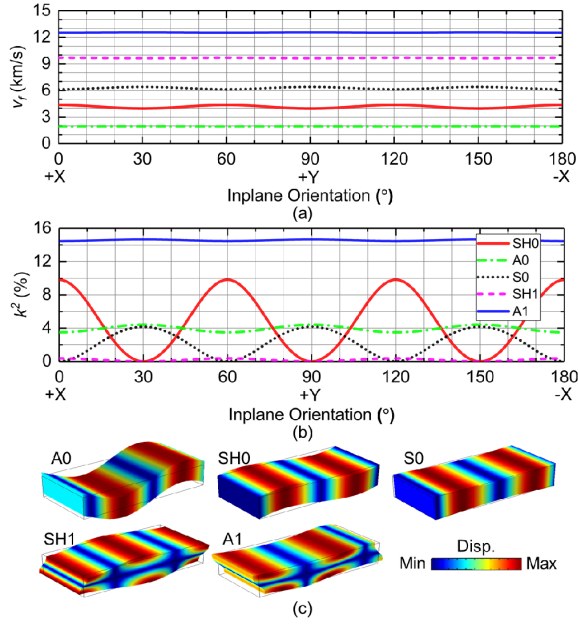 15
12
9
6
3
0
v_f (km/s)
0 30 60 90 120 150 180
+X +Y -X
Inplane Orientation (°)
(a)
16
12
8
4
0
k² (%)
SH0
A0
S0
SH1
A1
0 30 60 90 120 150 180
+X +Y -X
Inplane Orientation (°)
(b)
A0 SH0 S0
SH1 A1
Disp.
Min Max
(c)